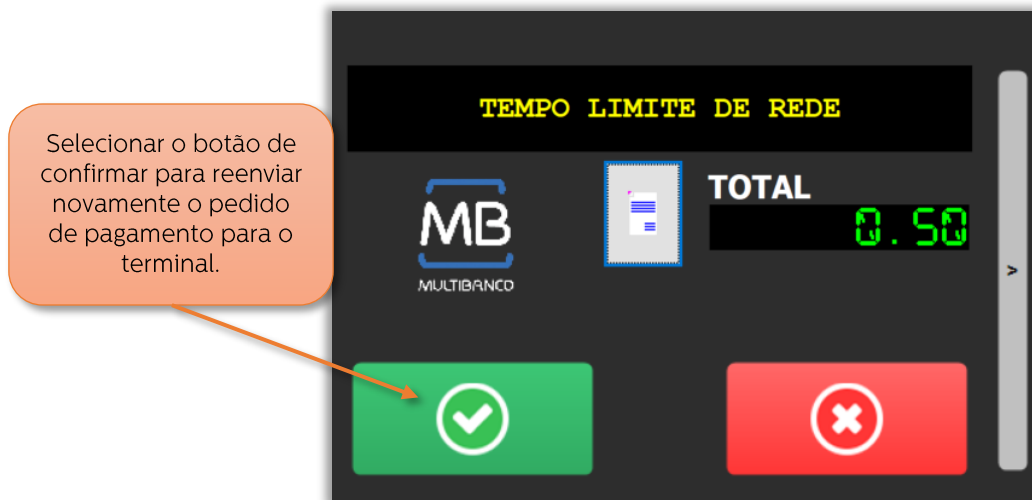 TEMPO LIMITE DE REDE
Selecionar o botão de
confirmar para reenviar
novamente o pedido
de pagamento para o
terminal.
MB
MULTIBANCO
TOTAL
0.50
>